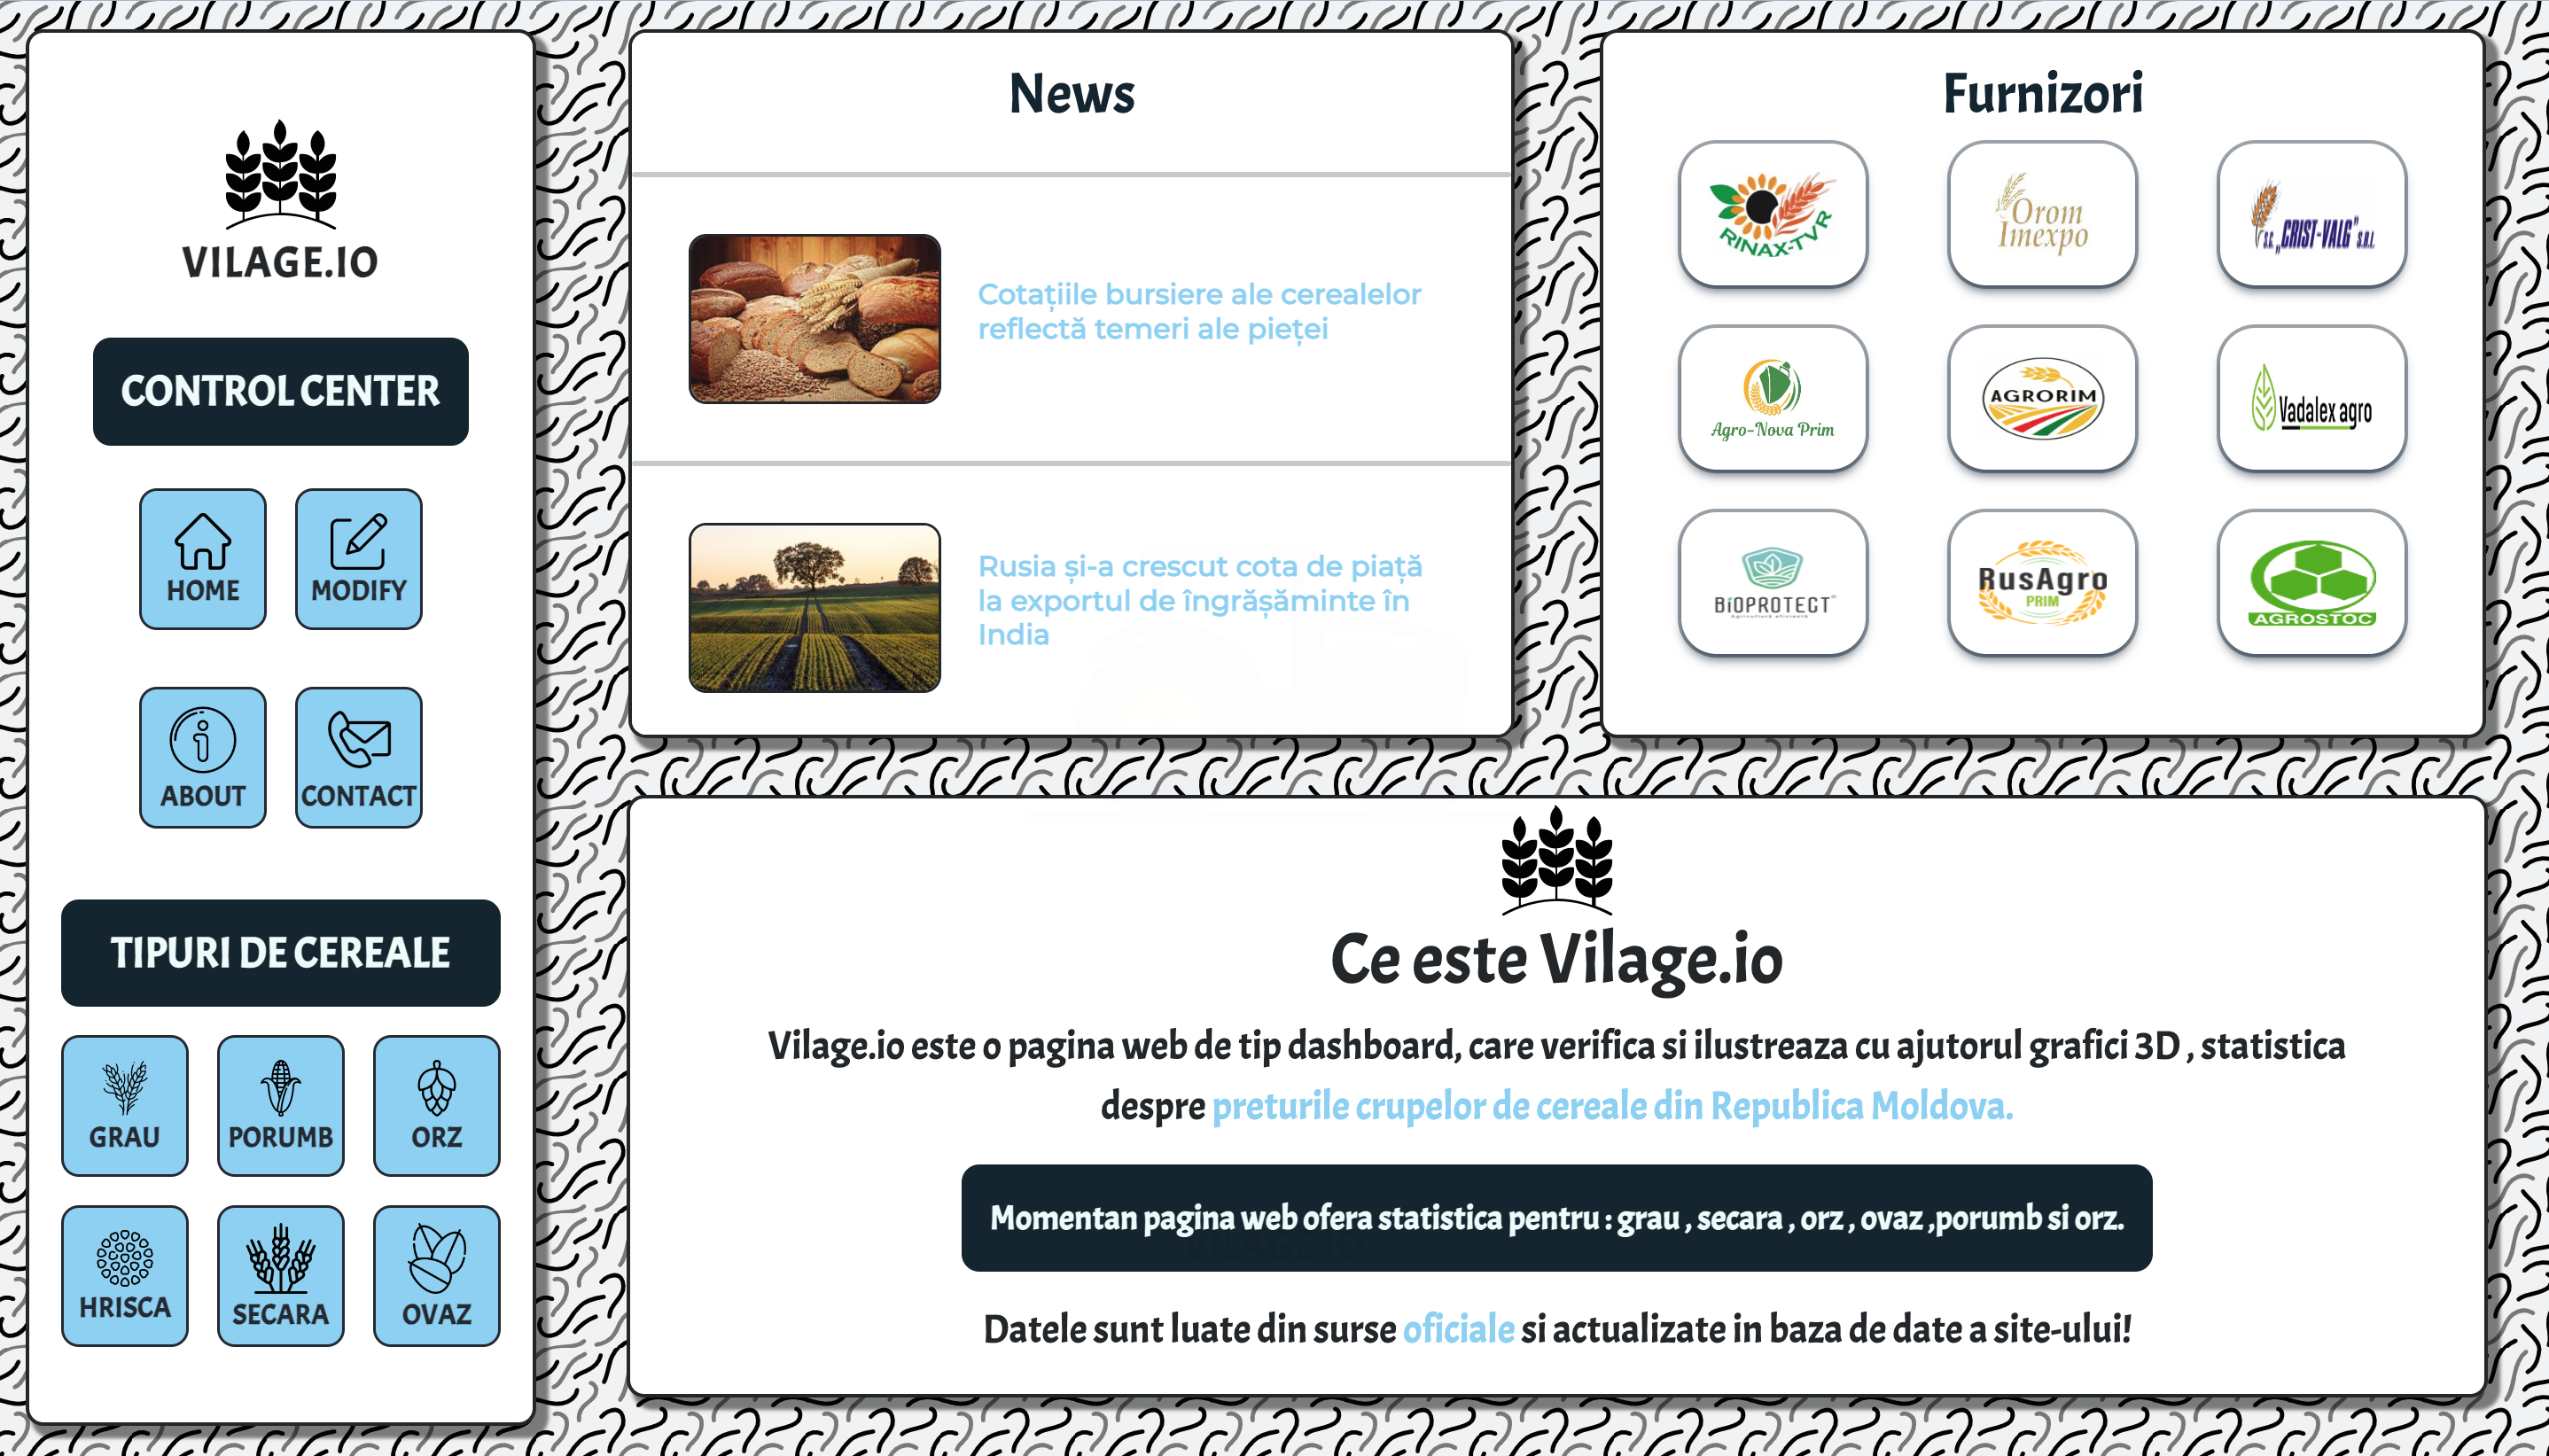 VILAGE.IO
CONTROL CENTER
HOME
MODIFY
ABOUT
CONTACT
TIPURI DE CEREALE
GRAU
PORUMB
ORZ
HRISCA
SECARA
OVAZ
News
Cotațiile bursiere ale cerealelor
reflectă temeri ale pieței
Rusia și-a crescut cota de piață
la exportul de îngrășăminte în
India
Furnizori
RINAX-TVR
Orom
Imexpo
S.C. „CRIST-VALG" S.R.L.
Agro-Nova Prim
AGRORIM
Vadalex agro
BIOPROTECT®
Agricultură eficientă
RusAgro
PRIM
AGROSTOC
Ce este Vilage.io
Vilage.io este o pagina web de tip dashboard, care verifica si ilustreaza cu ajutorul grafici 3D , statistica
despre preturile crupelor de cereale din Republica Moldova.
Momentan pagina web ofera statistica pentru : grau , secara , orz , ovaz ,porumb si orz.
VILAGE.IO
Datele sunt luate din surse oficiale si actualizate in baza de date a site-ului!